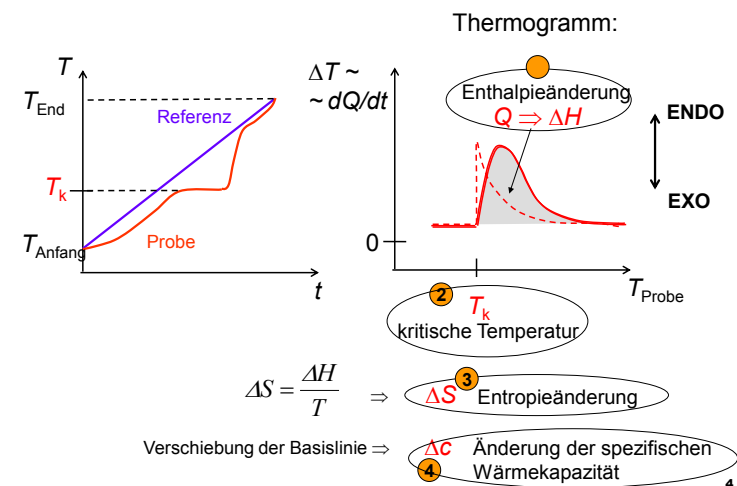 Thermogramm:
T
T_End
Referenz
T_k
Probe
T_Anfang
t
ΔT ~
~ dQ/dt
Enthalpieänderung
Q ⇒ ΔH
ENDO
EXO
0
T_Probe
2
T_k
kritische Temperatur
ΔS = ΔH/T ⇒ ΔS 3 Entropieänderung
Verschiebung der Basislinie ⇒ Δc Änderung der spezifischen
4 Wärmekapazität
4